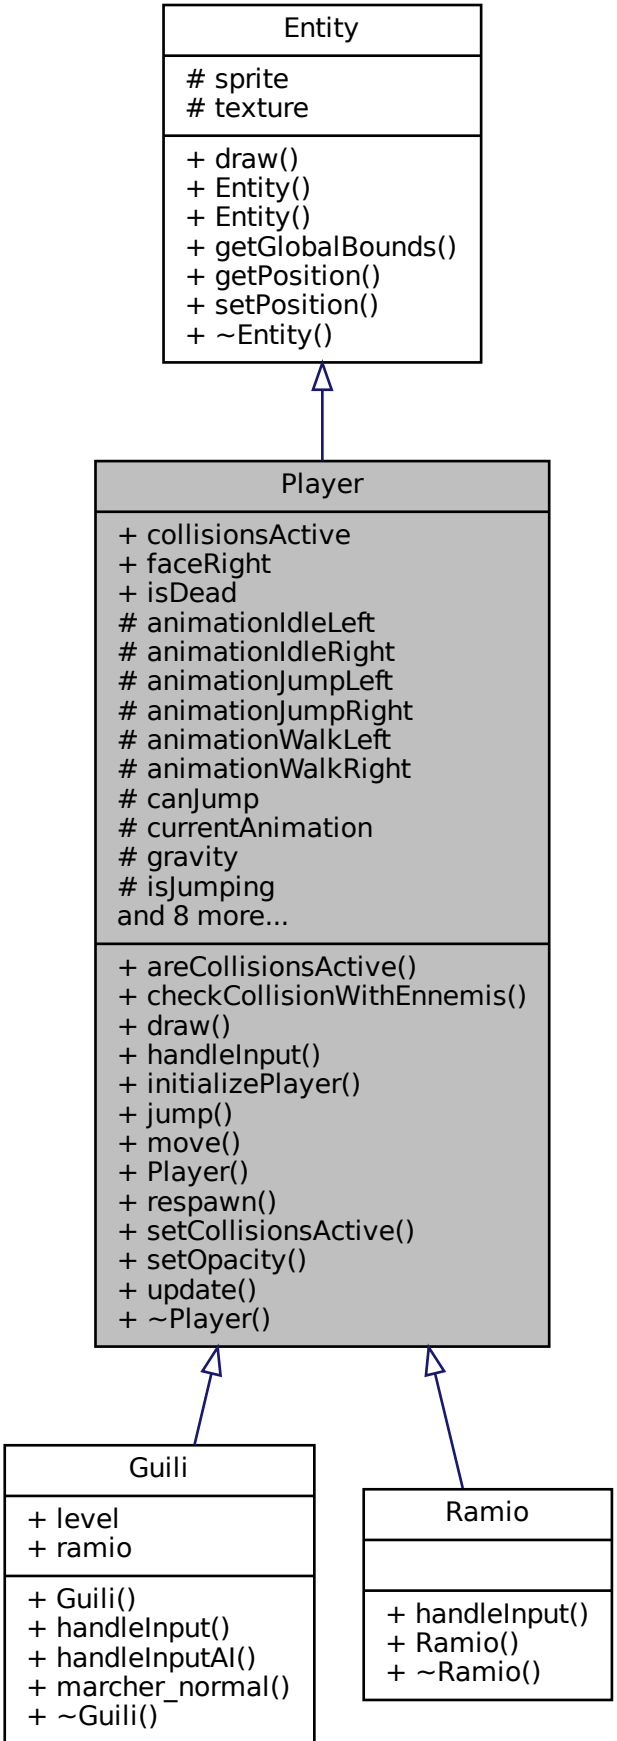 Entity
# sprite
# texture
+ draw()
+ Entity()
+ Entity()
+ getGlobalBounds()
+ getPosition()
+ setPosition()
+ ~Entity()
Player
+ collisionsActive
+ faceRight
+ isDead
# animationIdleLeft
# animationIdleRight
# animationJumpLeft
# animationJumpRight
# animationWalkLeft
# animationWalkRight
# canJump
# currentAnimation
# gravity
# isJumping
and 8 more...
+ areCollisionsActive()
+ checkCollisionWithEnnemis()
+ draw()
+ handleInput()
+ initializePlayer()
+ jump()
+ move()
+ Player()
+ respawn()
+ setCollisionsActive()
+ setOpacity()
+ update()
+ ~Player()
Guili
+ level
+ ramio
+ Guili()
+ handleInput()
+ handleInputAI()
+ marcher_normal()
+ ~Guili()
Ramio
+ handleInput()
+ Ramio()
+ ~Ramio()